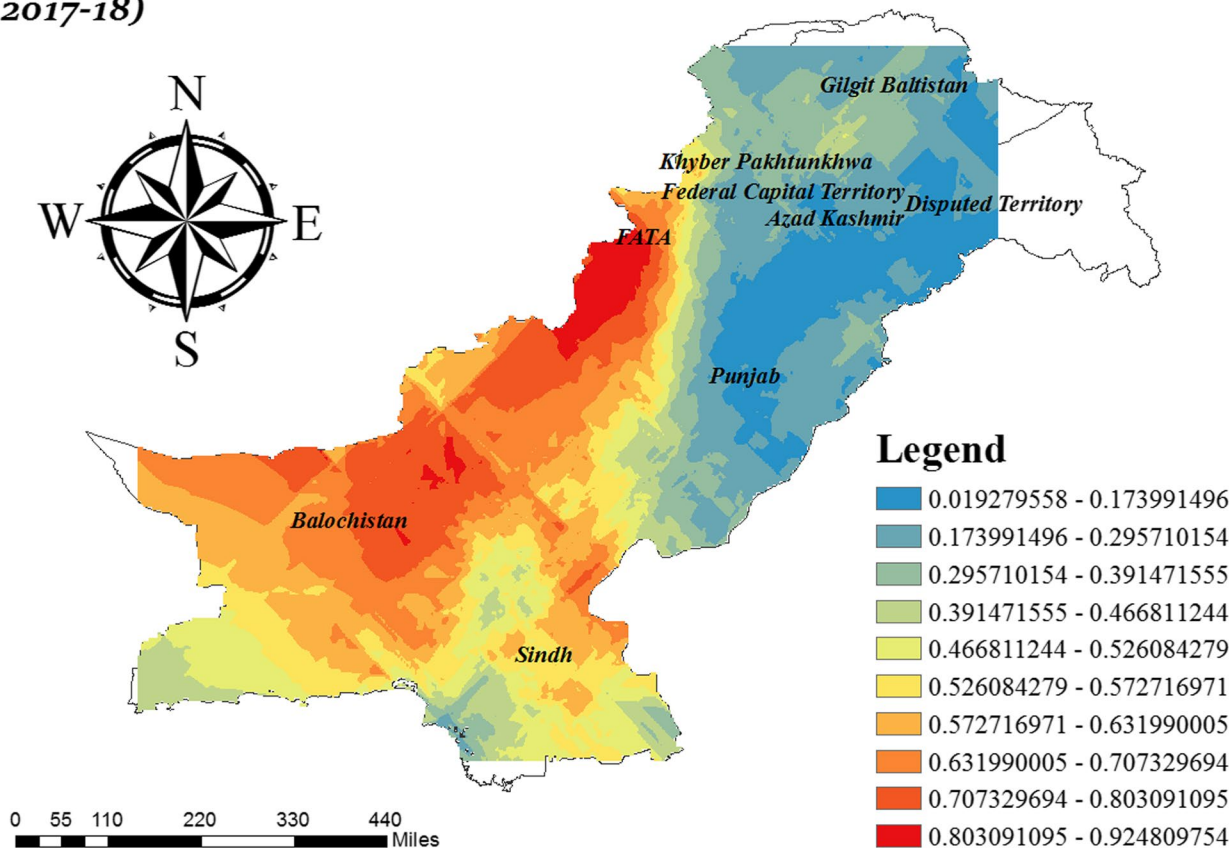 2017-18)
N
W
E
S
Gilgit Baltistan
Khyber Pakhtunkhwa
Federal Capital Territory
Disputed Territory
Azad Kashmir
FATA
Punjab
Balochistan
Sindh
Legend
0.019279558 - 0.173991496
0.173991496 - 0.295710154
0.295710154 - 0.391471555
0.391471555 - 0.466811244
0.466811244 - 0.526084279
0.526084279 - 0.572716971
0.572716971 - 0.631990005
0.631990005 - 0.707329694
0.707329694 - 0.803091095
0.803091095 - 0.924809754
0 55 110 220 330 440
Miles